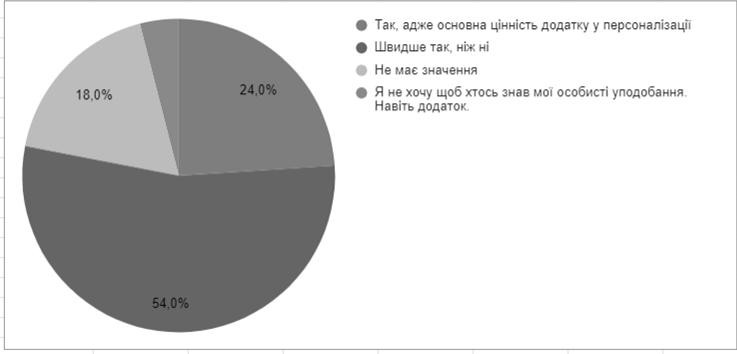 Так, адже основна цінність додатку у персоналізації
Швидше так, ніж ні
Не має значення
Я не хочу щоб хтось знав мої особисті уподобання.
Навіть додаток.
24,0%
18,0%
54,0%